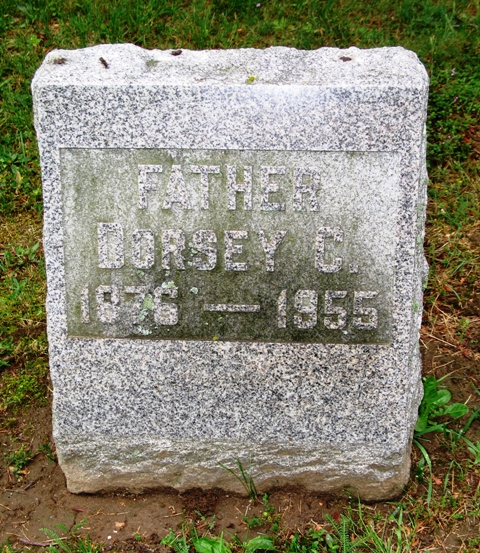 FATHER
DORSEY C.
1876 — 1955